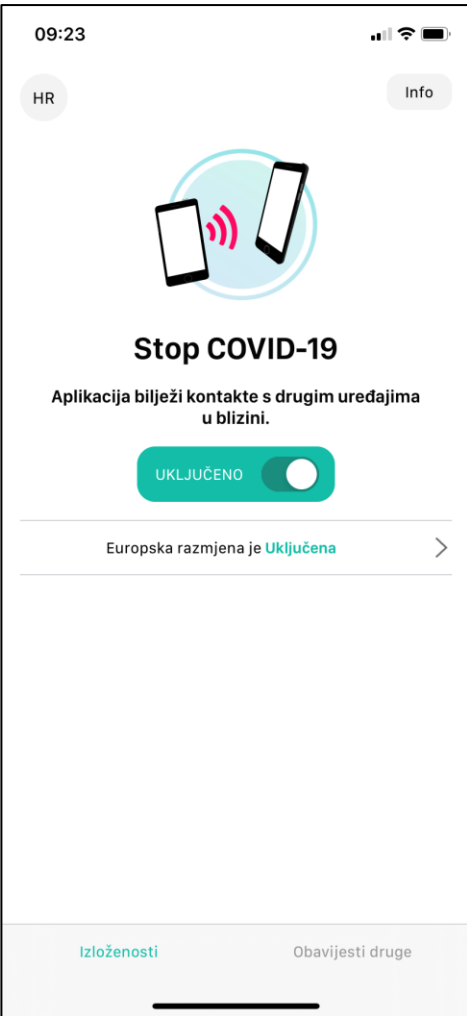 09:23
HR
Info
Stop COVID-19
Aplikacija bilježi kontakte s drugim uređajima
u blizini.
UKLJUČENO
Europska razmjena je Uključena
Izloženosti
Obavijesti druge